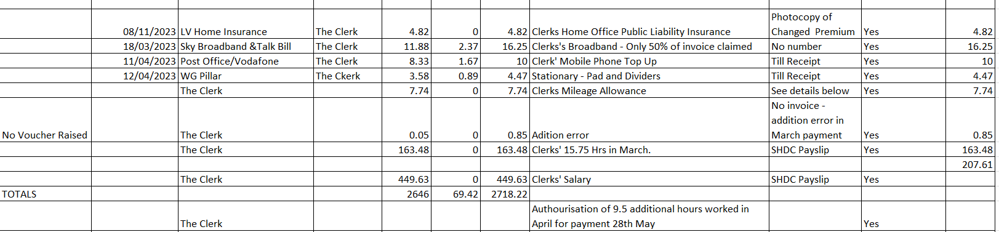 Photocopy of
08/11/2023 LV Home Insurance The Clerk 4.82 0 4.82 Clerks Home Office Public Liability Insurance Changed Premium Yes 4.82
18/03/2023 Sky Broadband &Talk Bill The Clerk 11.88 2.37 16.25 Clerks's Broadband - Only 50% of invoice claimed No number Yes 16.25
11/04/2023 Post Office/Vodafone The Clerk 8.33 1.67 10 Clerk' Mobile Phone Top Up Till Receipt Yes 10
12/04/2023 WG Pillar The Ckerk 3.58 0.89 4.47 Stationary - Pad and Dividers Till Receipt Yes 4.47
The Clerk 7.74 0 7.74 Clerks Mileage Allowance See details below Yes 7.74
No invoice -
addition error in
No Voucher Raised The Clerk 0.05 0 0.85 Adition error March payment Yes 0.85
The Clerk 163.48 0 163.48 Clerks' 15.75 Hrs in March. SHDC Payslip Yes 163.48
207.61
The Clerk 449.63 0 449.63 Clerks' Salary SHDC Payslip Yes
TOTALS 2646 69.42 2718.22
Authourisation of 9.5 additional hours worked in
The Clerk April for payment 28th May Yes